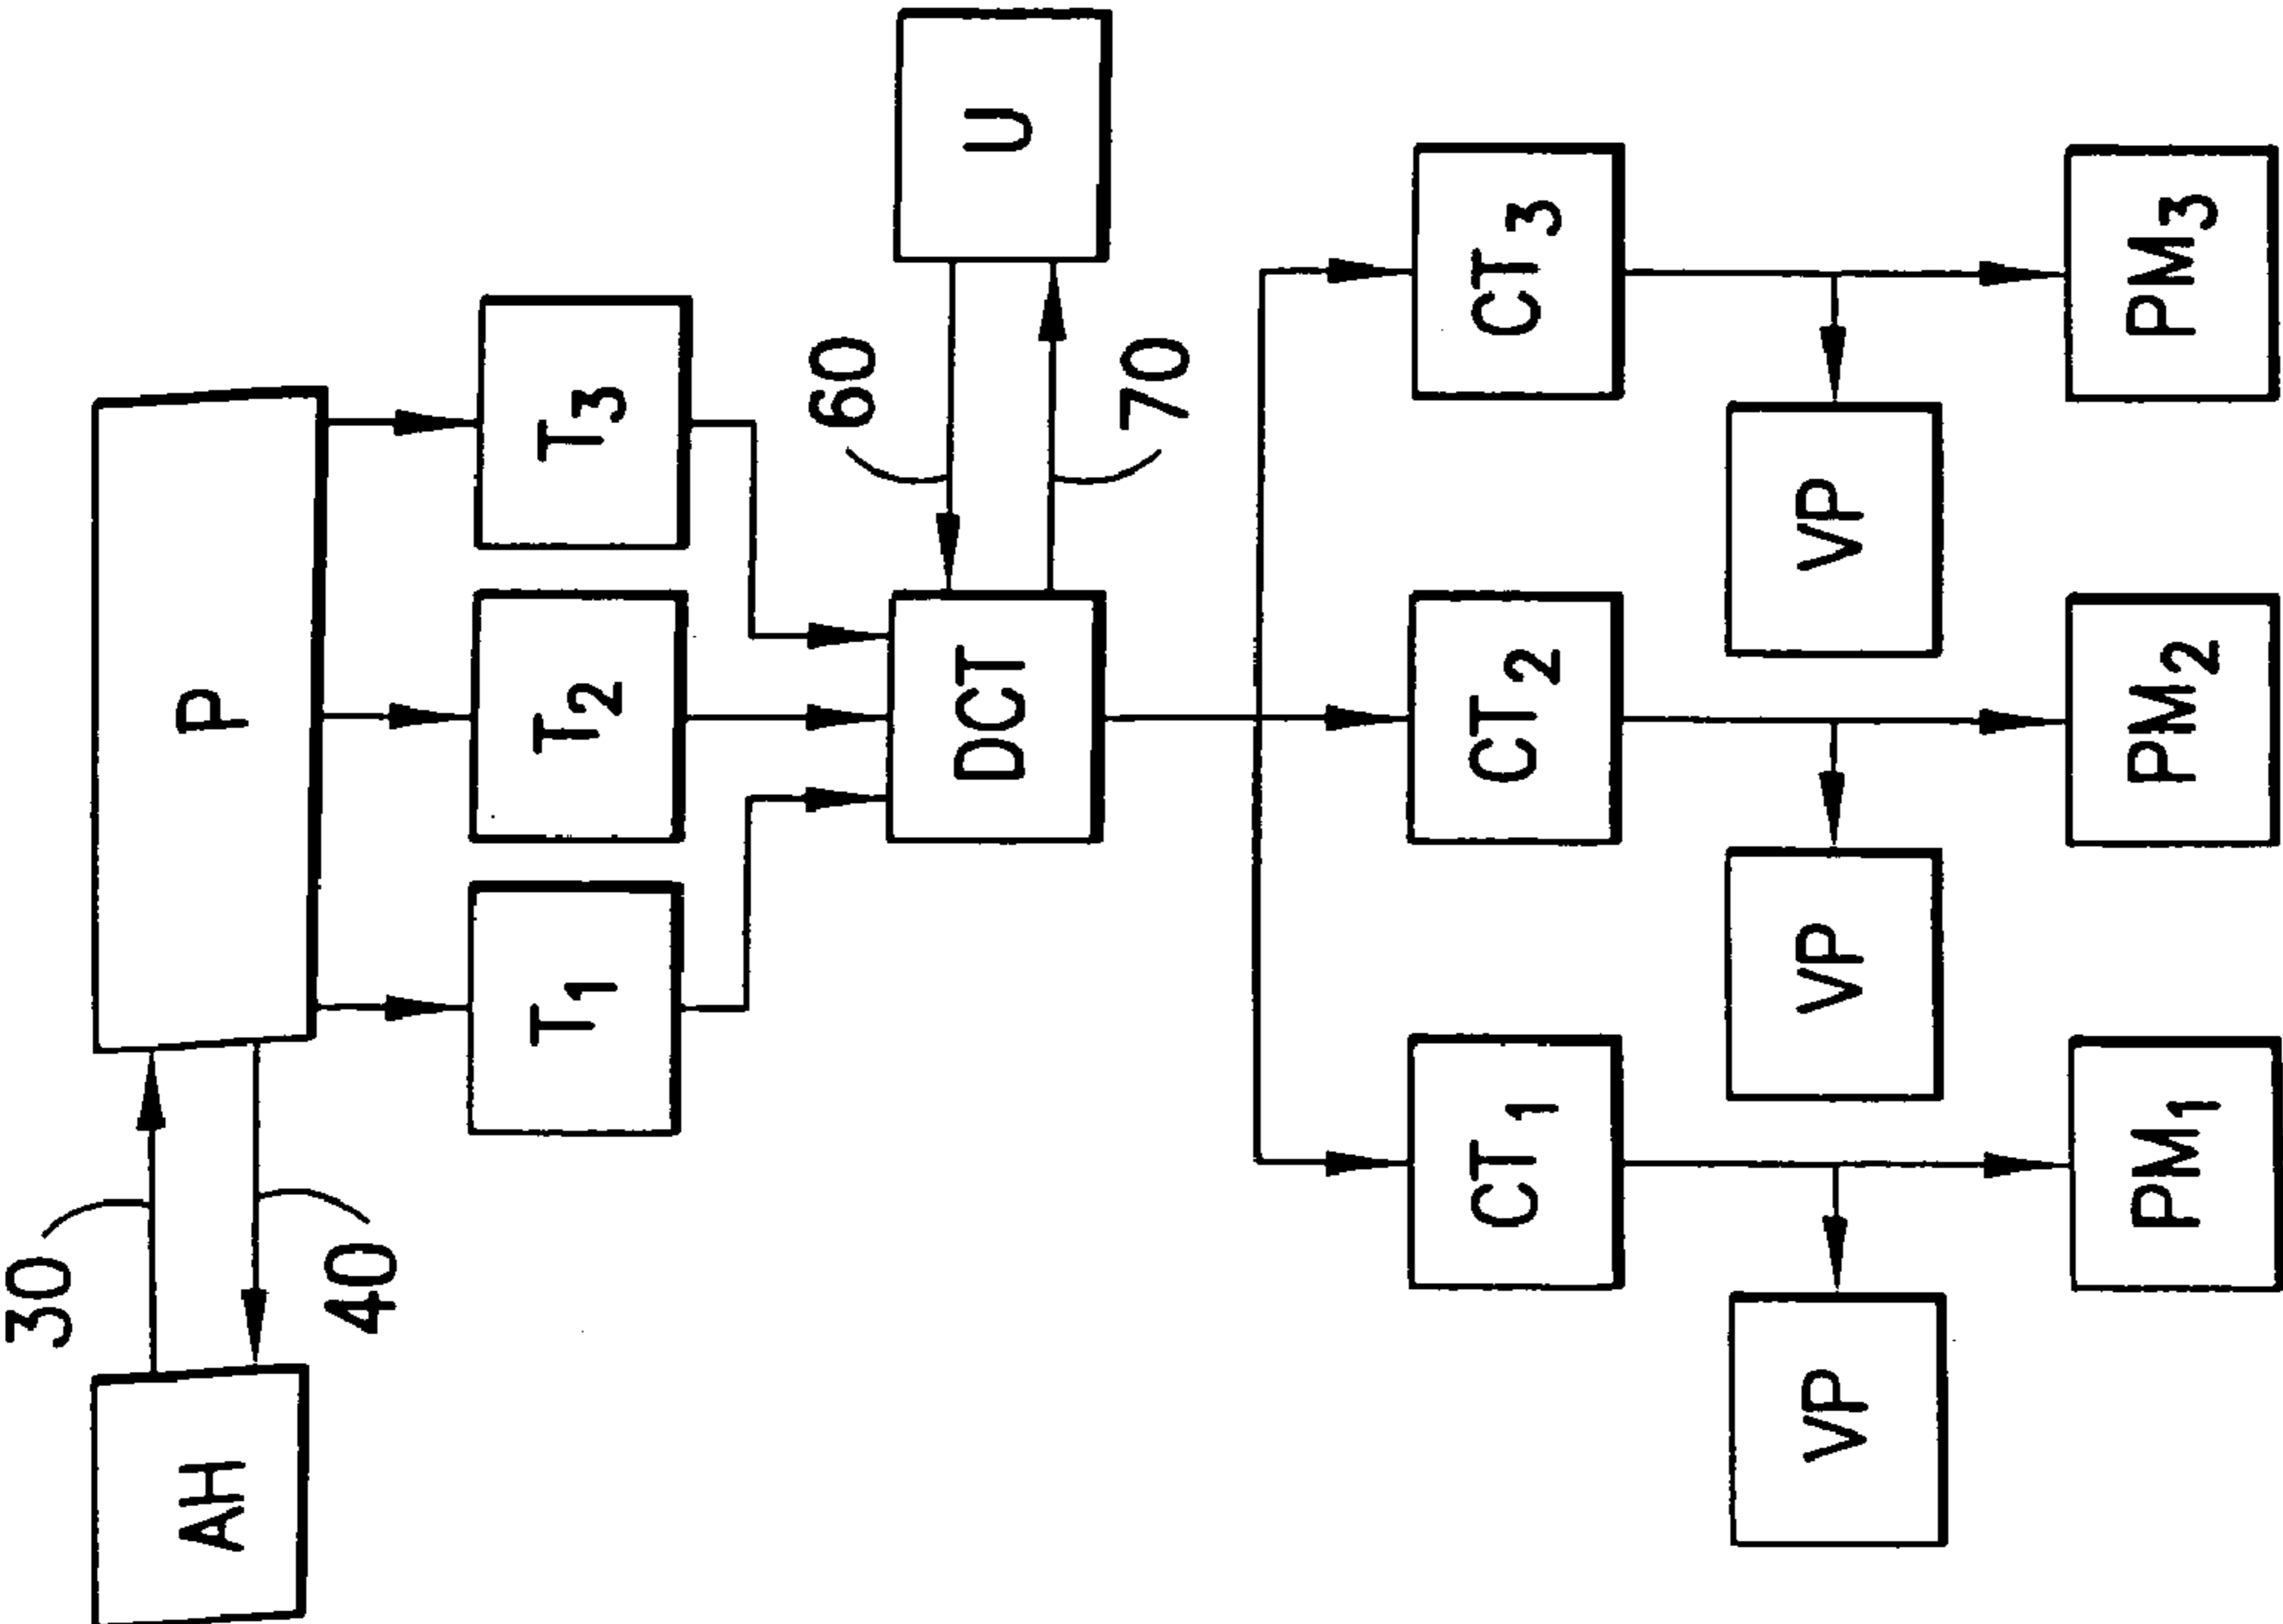 30
AH
P
40
T₁
T₂
T₃
60
DCT
U
70
CT₁
CT₂
CT₃
VP
VP
VP
PM₁
PM₂
PM₃